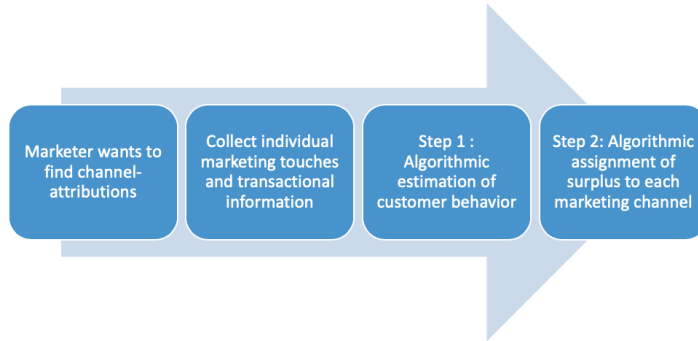 Marketer wants to
find channel-
attributions
Collect individual
marketing touches
and transactional
information
Step 1 :
Algorithmic
estimation of
customer behavior
Step 2: Algorithmic
assignment of
surplus to each
marketing channel